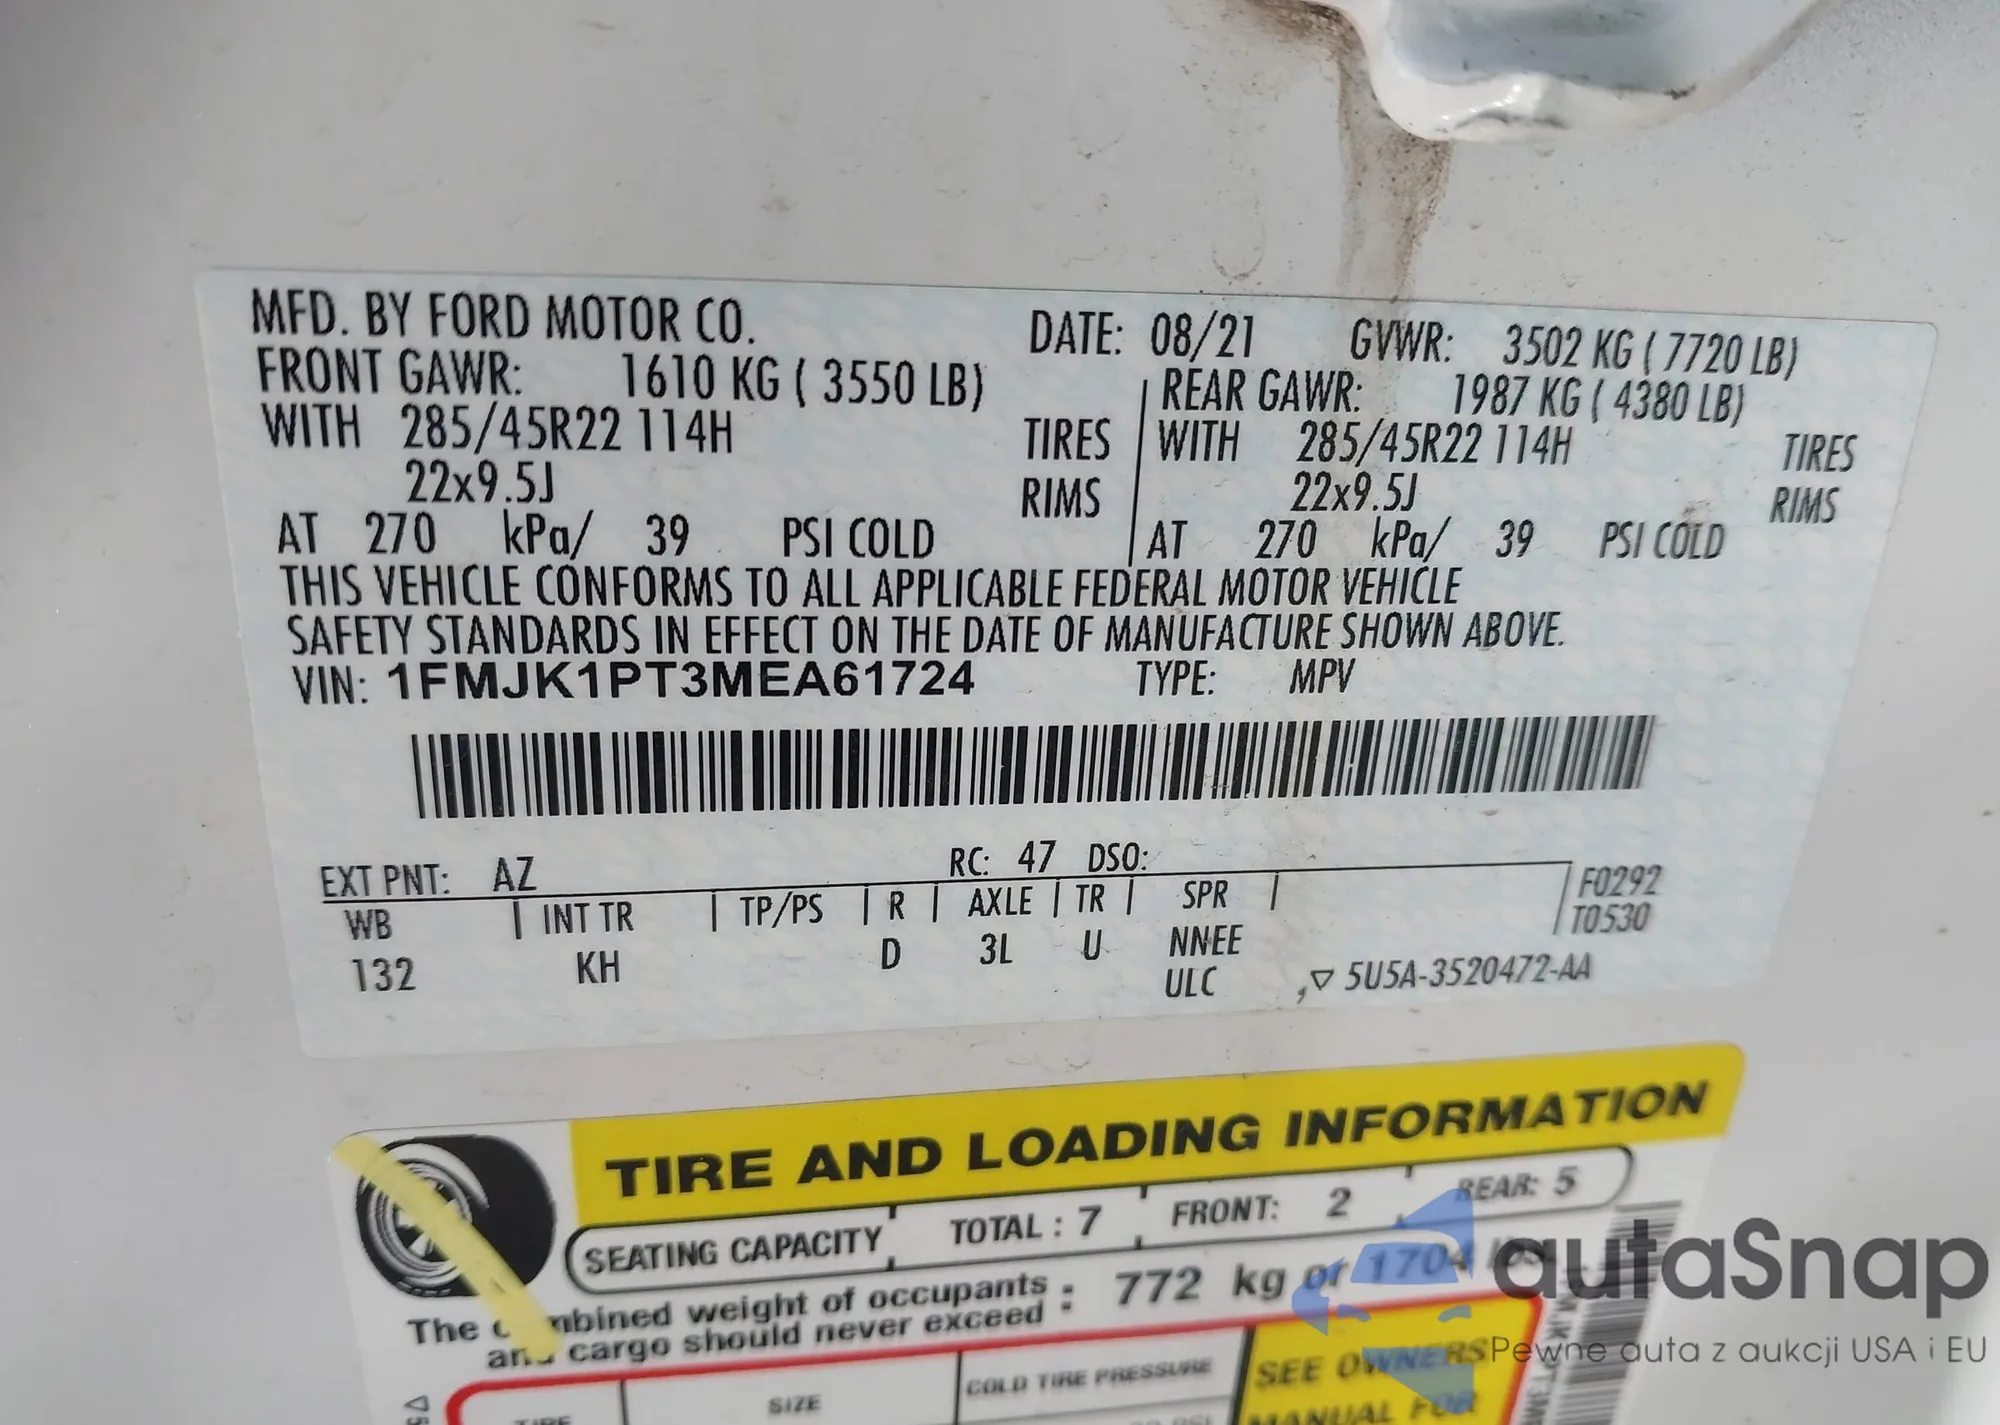 MFD. BY FORD MOTOR CO.
DATE: 08/21 GVWR: 3502 KG ( 7720 LB)
FRONT GAWR: 1610 KG ( 3550 LB)
WITH 285/45R22 114H TIRES
22x9.5J RIMS
AT 270 kPa/ 39 PSI COLD
REAR GAWR: 1987 KG ( 4380 LB)
WITH 285/45R22 114H TIRES
22x9.5J RIMS
AT 270 kPa/ 39 PSI COLD
THIS VEHICLE CONFORMS TO ALL APPLICABLE FEDERAL MOTOR VEHICLE
SAFETY STANDARDS IN EFFECT ON THE DATE OF MANUFACTURE SHOWN ABOVE.
VIN: 1FMJK1PT3MEA61724 TYPE: MPV
EXT PNT: AZ RC: 47 DSO:
WB | INT TR | TP/PS | R | AXLE | TR | SPR | F0292
T0530
132 KH D 3L U NNEE
ULC ,▽ 5U5A-3520472-AA
TIRE AND LOADING INFORMATION
SEATING CAPACITY TOTAL : 7 FRONT: 2 REAR: 5
The combined weight of occupants
and cargo should never exceed : 772 kg or 1704 lbs
TIRE SIZE COLD TIRE PRESSURE
SEE OWNERS
MANUAL FOR
autaSnap
Pewne auta z aukcji USA i EU